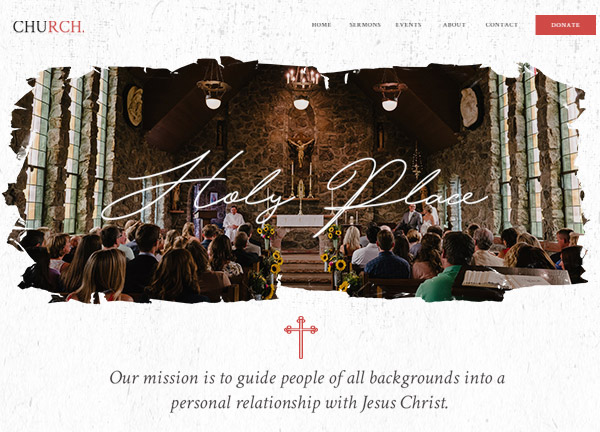 CHURCH.
HOME SERMONS EVENTS ABOUT CONTACT DONATE
Holy Place
Our mission is to guide people of all backgrounds into a
personal relationship with Jesus Christ.